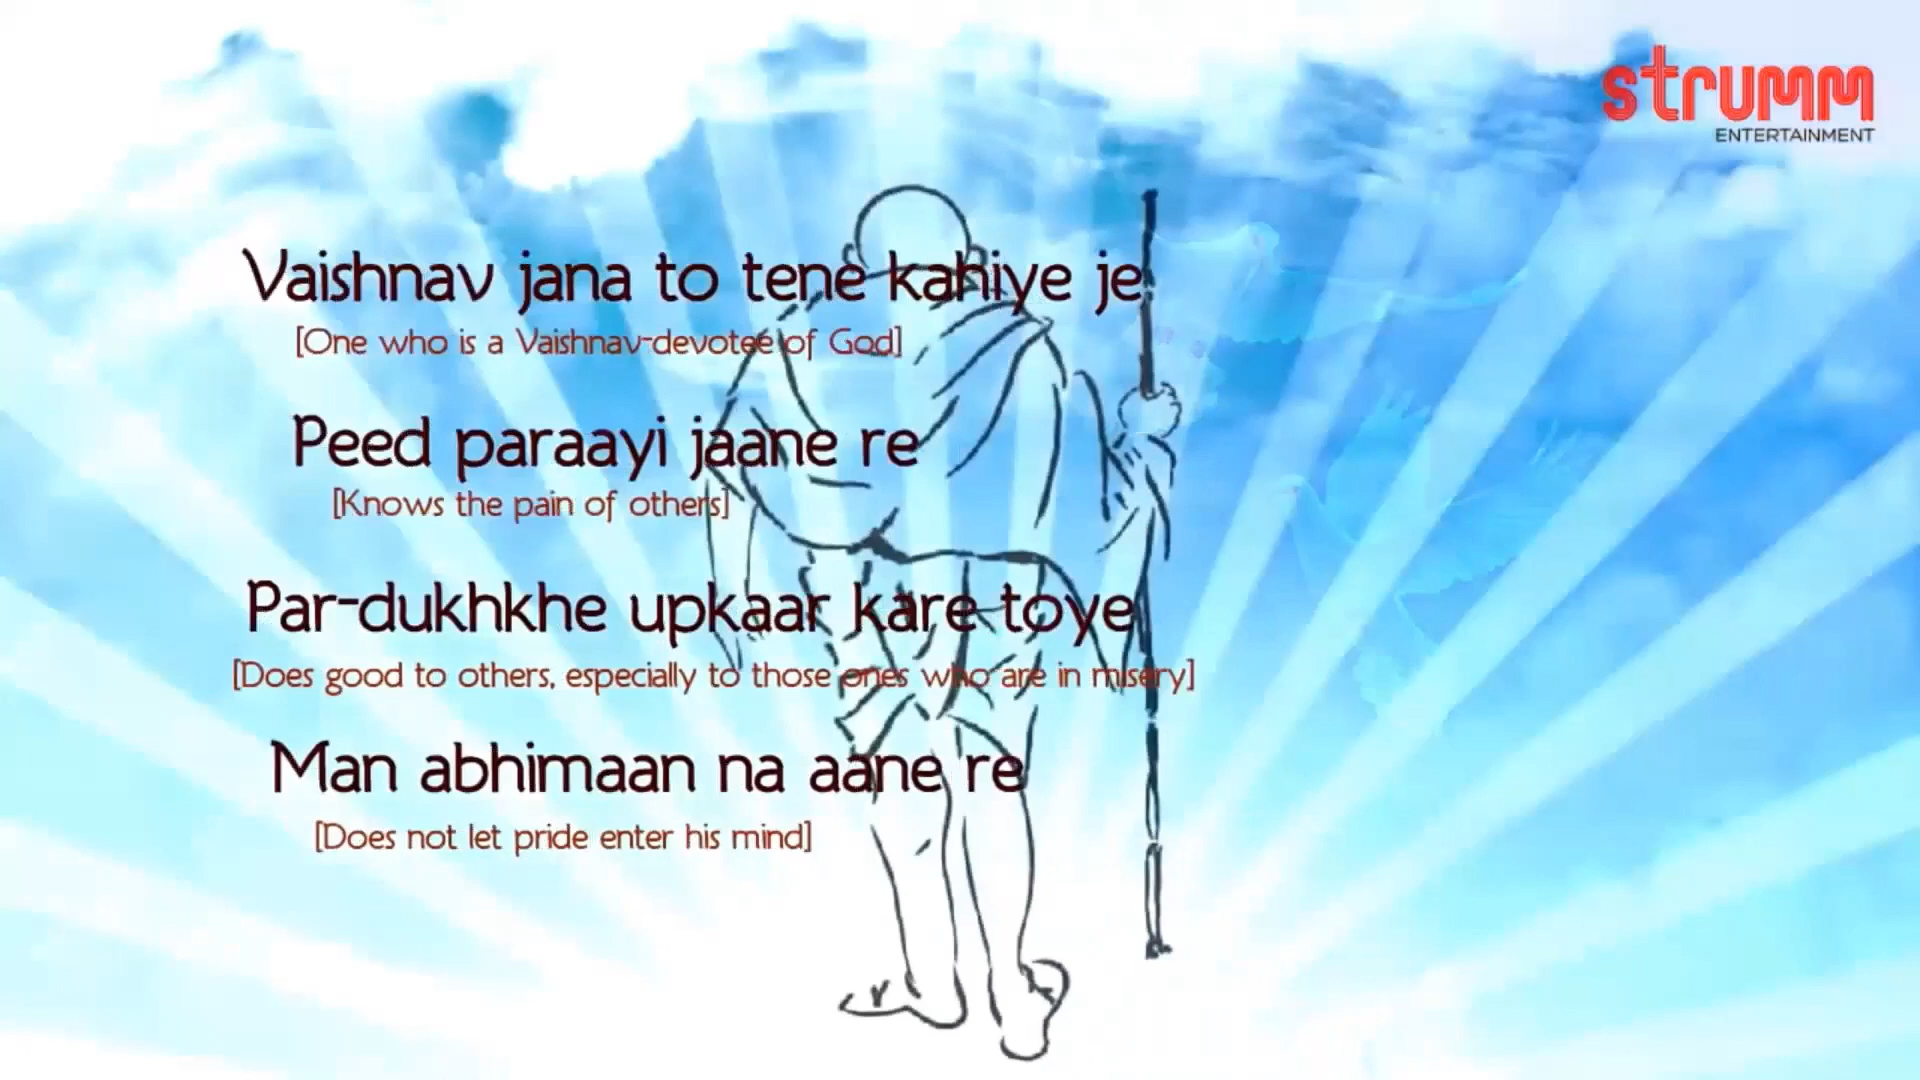 strumm
ENTERTAINMENT
Vaishnav jana to tene kahiye je
[One who is a Vaishnav-devotee of God]
Peed paraayi jaane re
[Knows the pain of others]
Par-dukhkhe upkaar kare toye
[Does good to others, especially to those ones who are in misery]
Man abhimaan na aane re
[Does not let pride enter his mind]